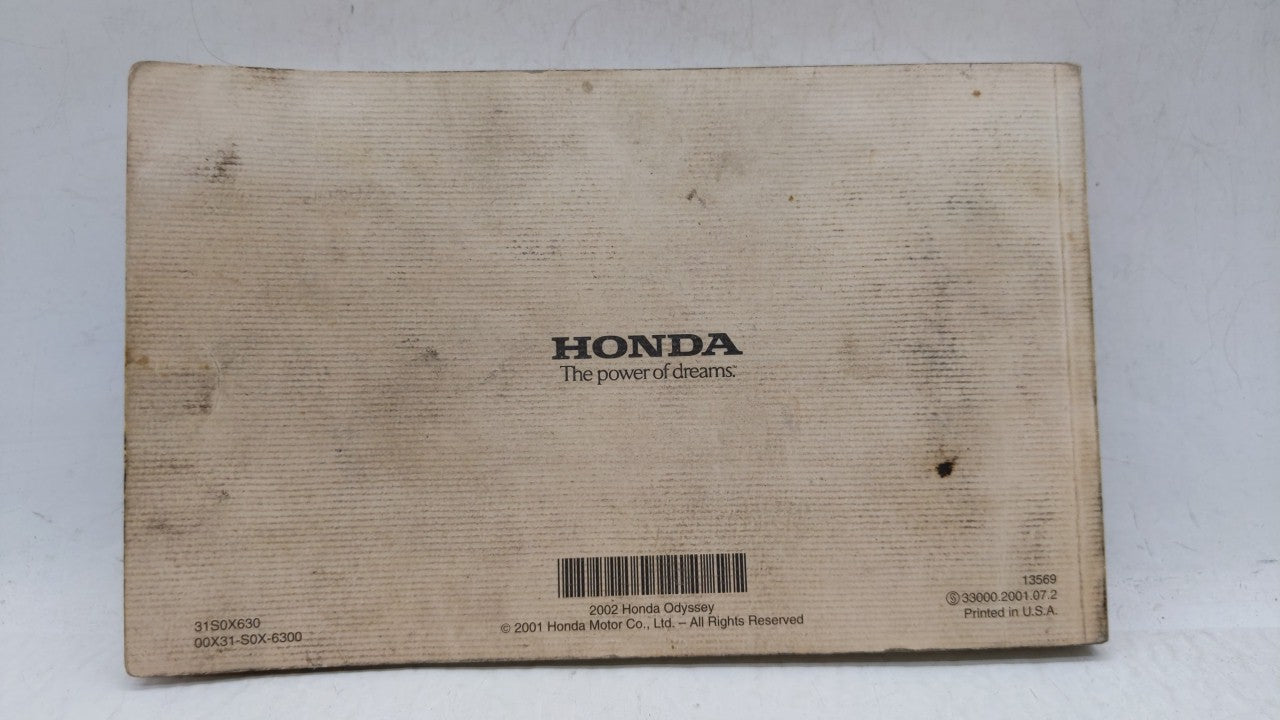 HONDA
The power of dreams.
2002 Honda Odyssey
© 2001 Honda Motor Co., Ltd. – All Rights Reserved
31S0X630
00X31-S0X-6300
13569
Ⓢ 33000.2001.07.2
Printed in U.S.A.